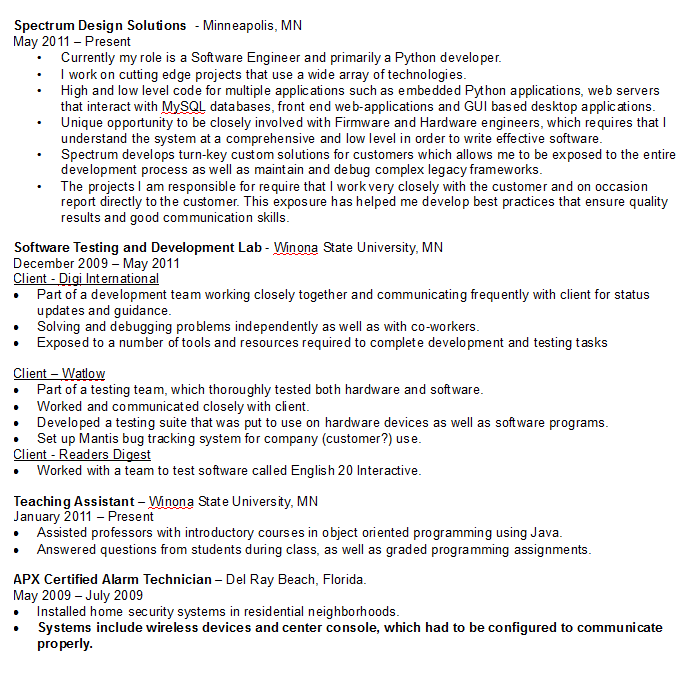 Spectrum Design Solutions - Minneapolis, MN
May 2011 – Present
• Currently my role is a Software Engineer and primarily a Python developer.
• I work on cutting edge projects that use a wide array of technologies.
• High and low level code for multiple applications such as embedded Python applications, web servers
that interact with MySQL databases, front end web-applications and GUI based desktop applications.
• Unique opportunity to be closely involved with Firmware and Hardware engineers, which requires that I
understand the system at a comprehensive and low level in order to write effective software.
• Spectrum develops turn-key custom solutions for customers which allows me to be exposed to the entire
development process as well as maintain and debug complex legacy frameworks.
• The projects I am responsible for require that I work very closely with the customer and on occasion
report directly to the customer. This exposure has helped me develop best practices that ensure quality
results and good communication skills.
Software Testing and Development Lab - Winona State University, MN
December 2009 – May 2011
Client - Digi International
• Part of a development team working closely together and communicating frequently with client for status
updates and guidance.
• Solving and debugging problems independently as well as with co-workers.
• Exposed to a number of tools and resources required to complete development and testing tasks
Client – Watlow
• Part of a testing team, which thoroughly tested both hardware and software.
• Worked and communicated closely with client.
• Developed a testing suite that was put to use on hardware devices as well as software programs.
• Set up Mantis bug tracking system for company (customer?) use.
Client - Readers Digest
• Worked with a team to test software called English 20 Interactive.
Teaching Assistant – Winona State University, MN
January 2011 – Present
• Assisted professors with introductory courses in object oriented programming using Java.
• Answered questions from students during class, as well as graded programming assignments.
APX Certified Alarm Technician – Del Ray Beach, Florida.
May 2009 – July 2009
• Installed home security systems in residential neighborhoods.
• Systems include wireless devices and center console, which had to be configured to communicate
properly.